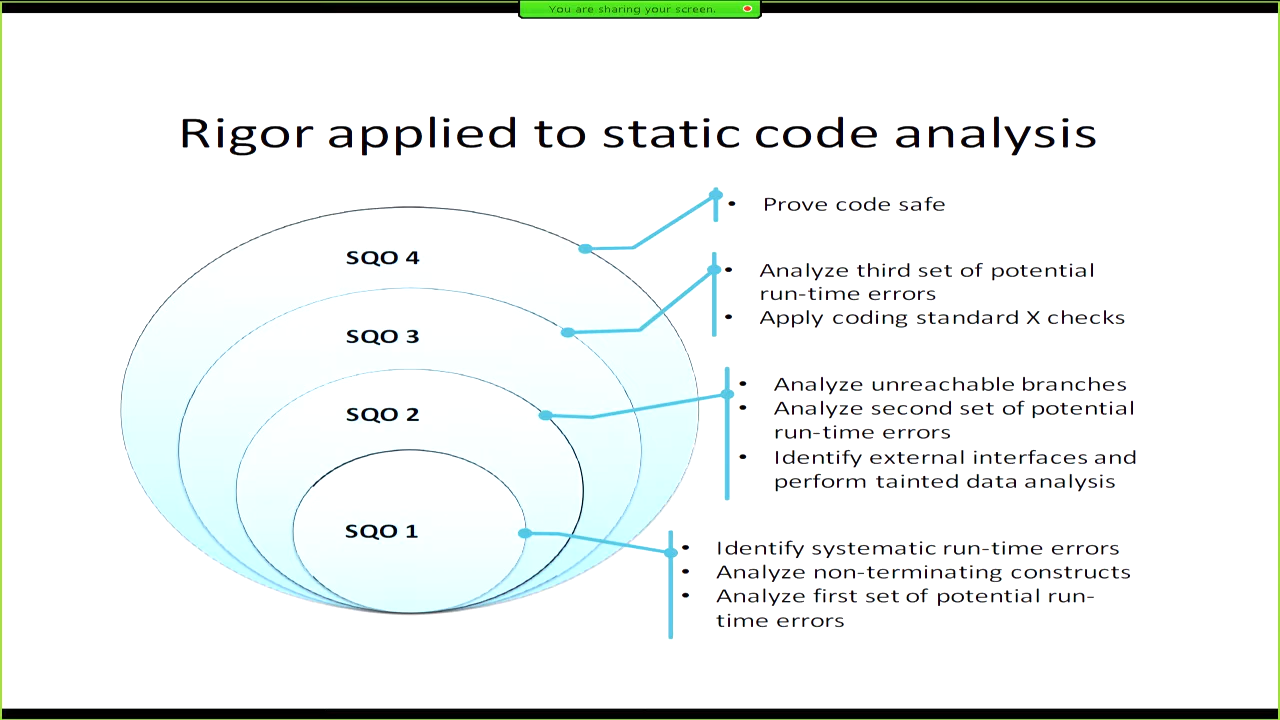 You are sharing your screen.
Rigor applied to static code analysis
SQO 4
• Prove code safe
SQO 3
• Analyze third set of potential
run-time errors
• Apply coding standard X checks
SQO 2
• Analyze unreachable branches
• Analyze second set of potential
run-time errors
• Identify external interfaces and
perform tainted data analysis
SQO 1
• Identify systematic run-time errors
• Analyze non-terminating constructs
• Analyze first set of potential run-
time errors